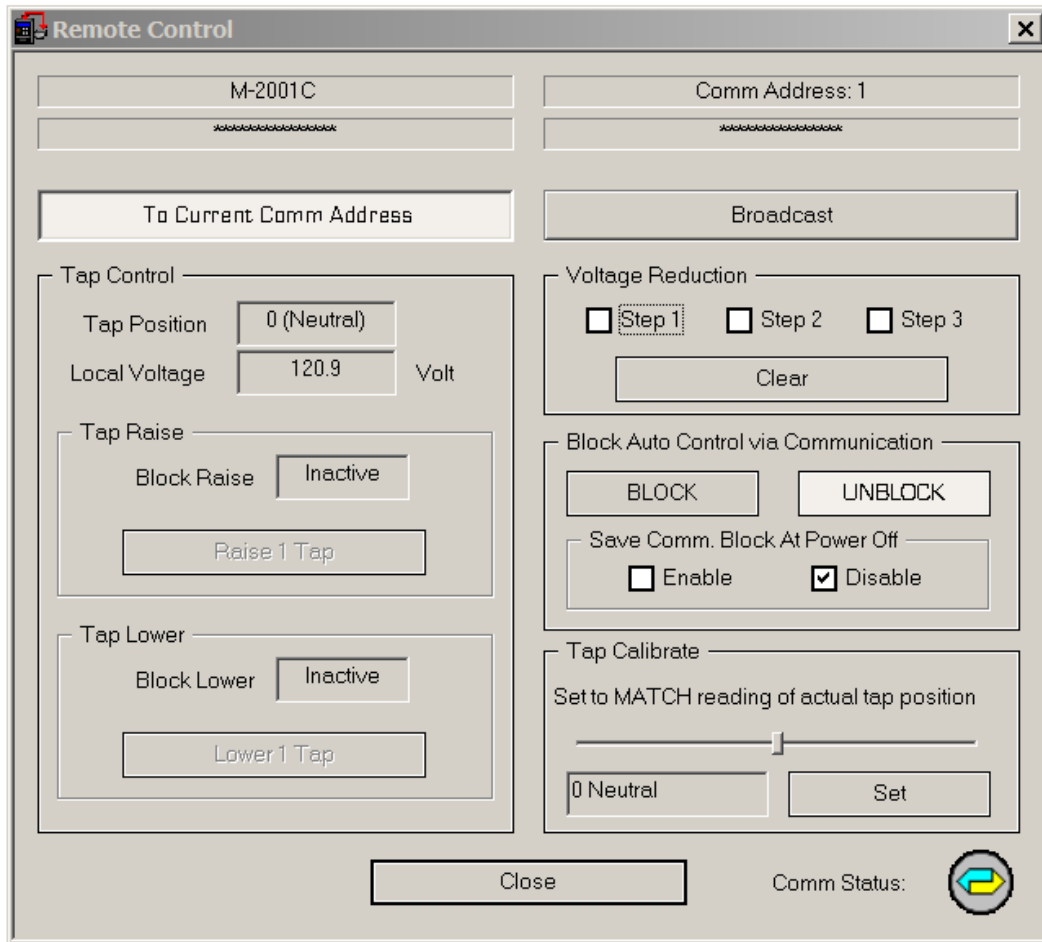 Remote Control
M-2001C
Comm Address: 1
****************
****************
To Current Comm Address
Broadcast
Tap Control
Tap Position
0 (Neutral)
Local Voltage
120.9
Volt
Tap Raise
Block Raise
Inactive
Raise 1 Tap
Tap Lower
Block Lower
Inactive
Lower 1 Tap
Voltage Reduction
Step 1
Step 2
Step 3
Clear
Block Auto Control via Communication
BLOCK
UNBLOCK
Save Comm. Block At Power Off
Enable
Disable
Tap Calibrate
Set to MATCH reading of actual tap position
0 Neutral
Set
Close
Comm Status: